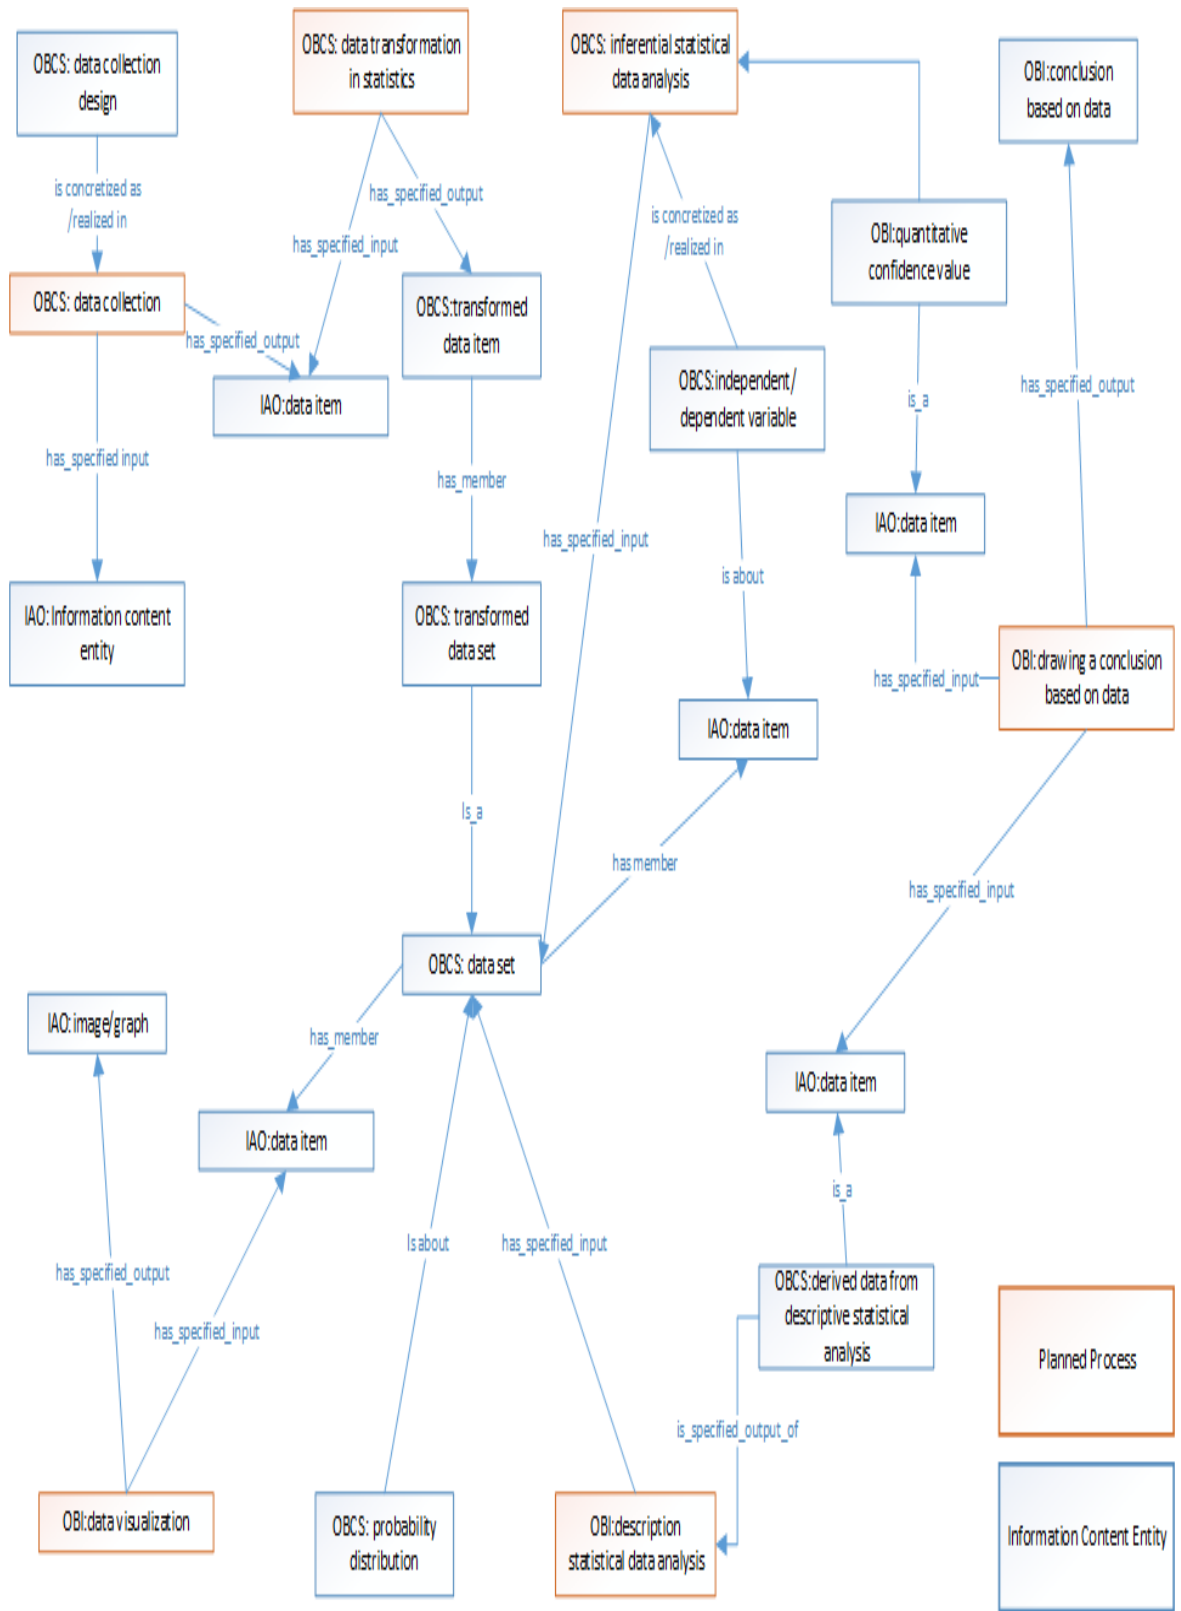 OBCS: data collection
design
OBCS: data transformation
in statistics
OBCS: inferential statistical
data analysis
OBI:conclusion
based on data
is concretized as
/realized in
has_specified_output
has_specified_input
is concretized as
/realized in
OBI:quantitative
confidence value
OBCS: data collection
has_specified_output
OBCS:transformed
data item
IAO:data item
OBCS:independent/
dependent variable
is_a
has_specified_output
has_specified input
has_member
has_specified_input
IAO:data item
is about
IAO: Information content
entity
OBCS: transformed
data set
has_specified_input
OBI:drawing a conclusion
based on data
IAO:data item
Is_a
has member
has_specified_input
OBCS: data set
IAO: image/graph
has_member
IAO:data item
IAO:data item
is_a
Is about
has_specified_input
has_specified_output
has_specified_input
OBCS:derived data from
descriptive statistical
analysis
Planned Process
is_specified_output_of
OBI:data visualization
OBCS: probability
distribution
OBI:description
statistical data analysis
Information Content Entity